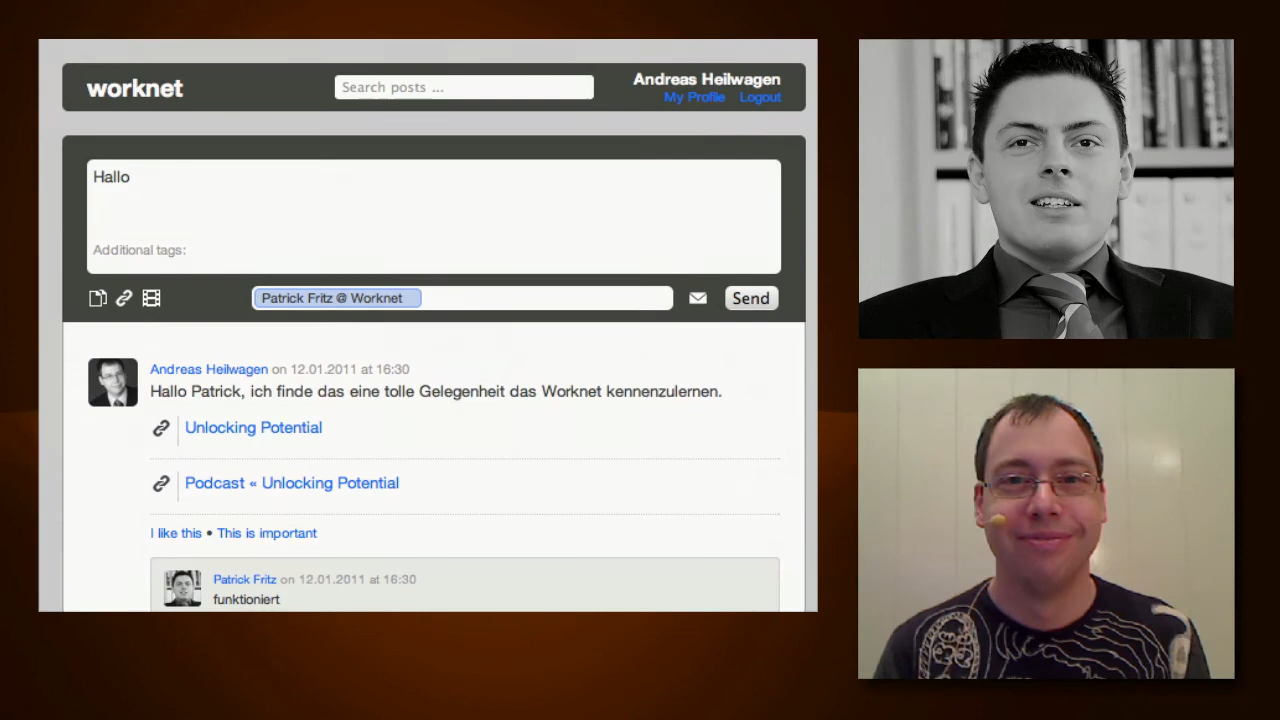 worknet
Search posts ...
Andreas Heilwagen
My Profile Logout
Hallo
Additional tags:
Patrick Fritz @ Worknet
Send
Andreas Heilwagen on 12.01.2011 at 16:30
Hallo Patrick, ich finde das eine tolle Gelegenheit das Worknet kennenzulernen.
Unlocking Potential
Podcast « Unlocking Potential
I like this • This is important
Patrick Fritz on 12.01.2011 at 16:30
funktioniert